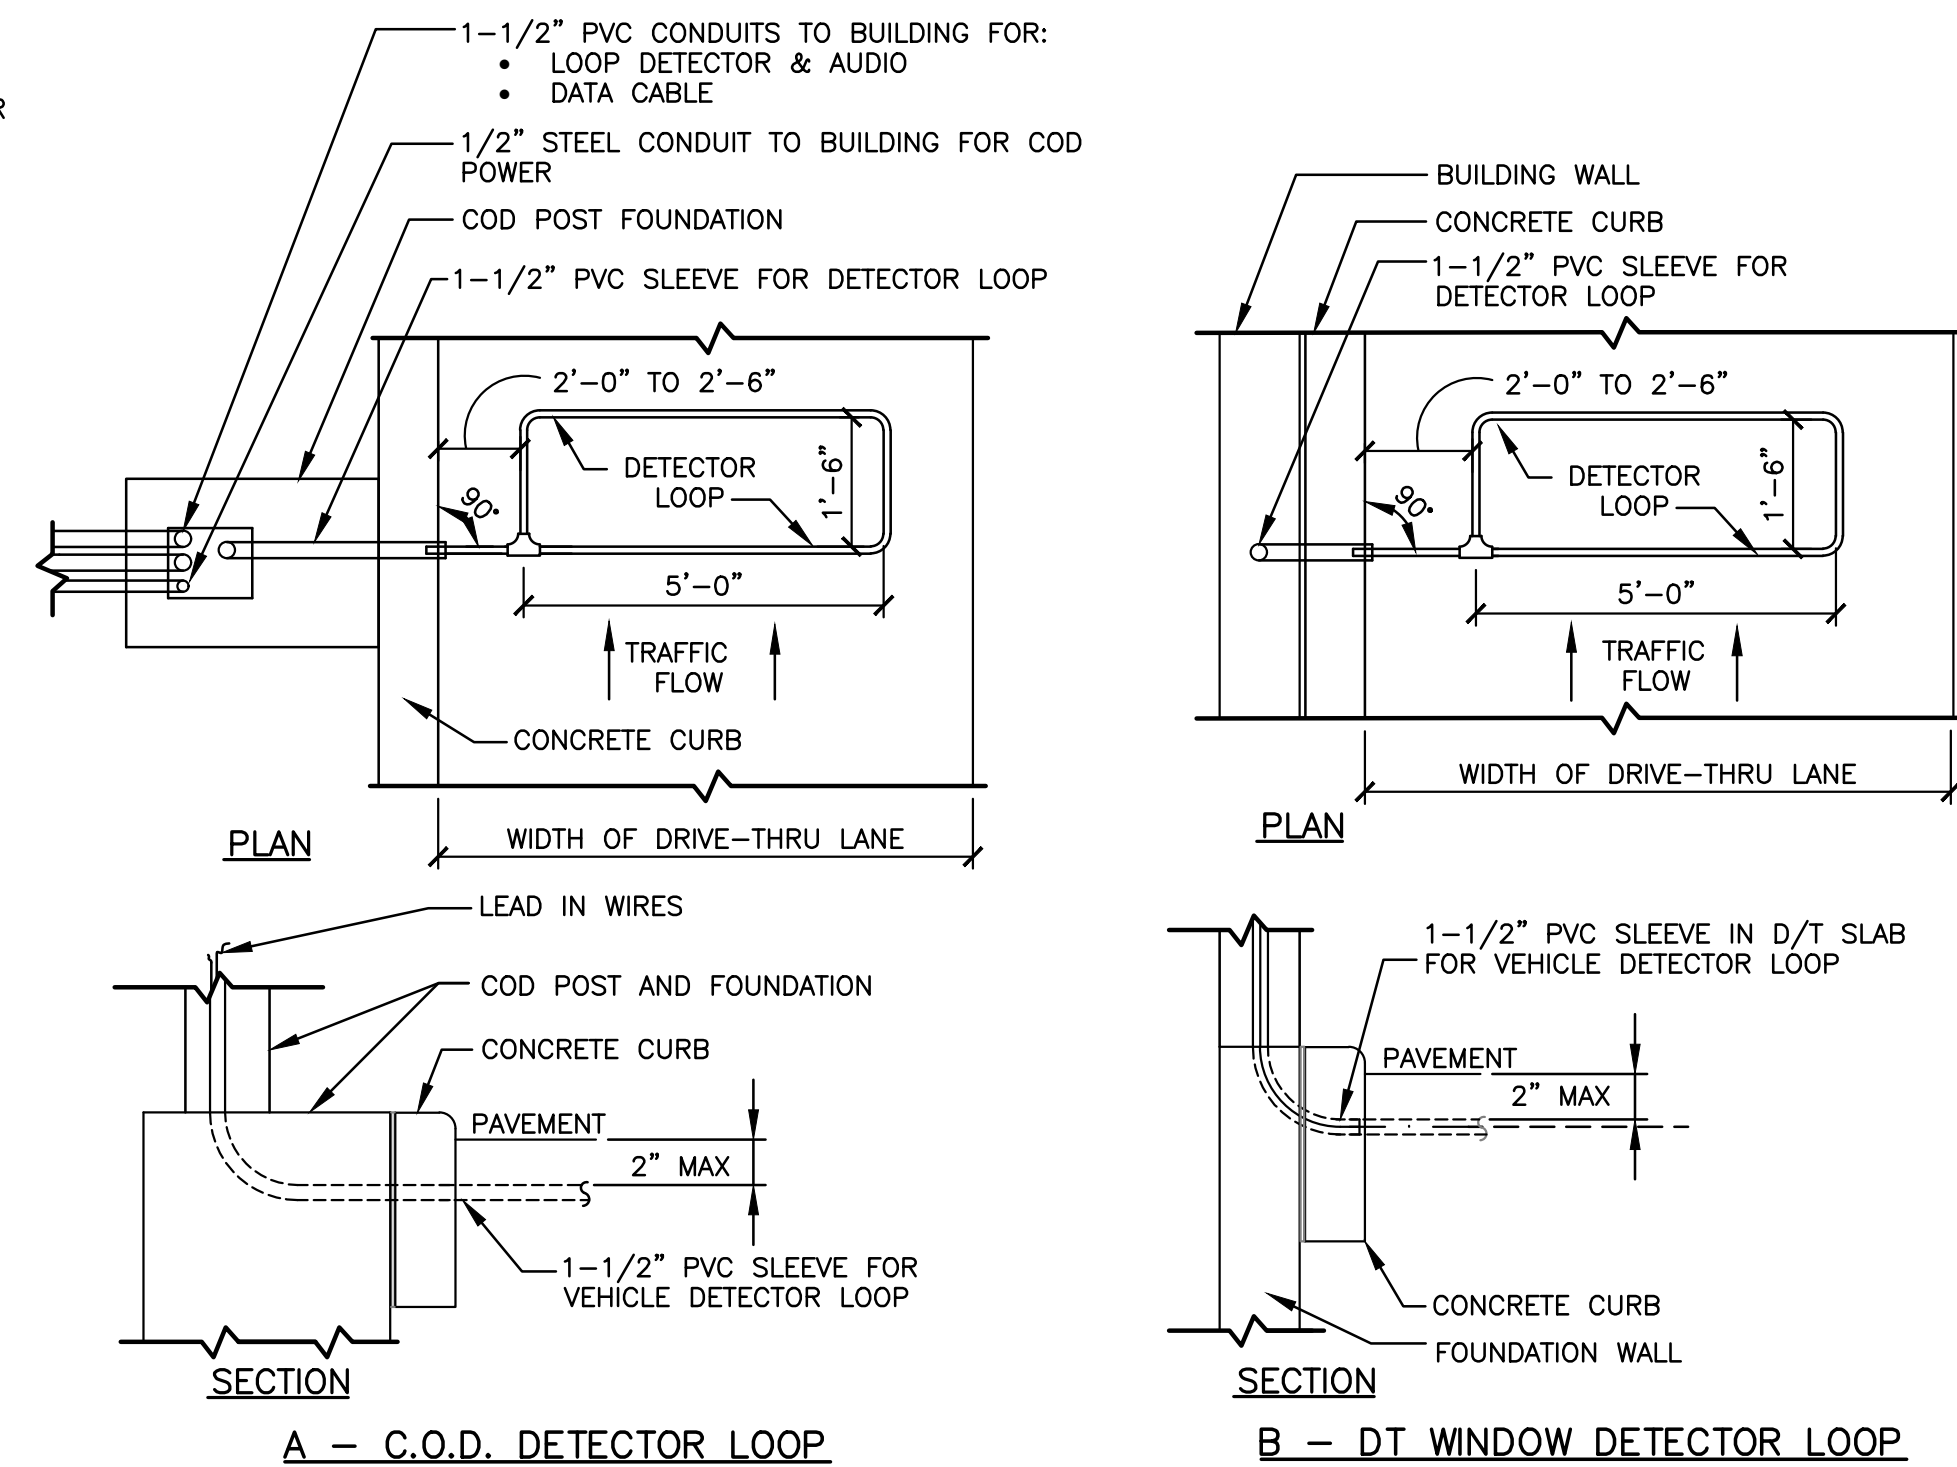 R
1-1/2" PVC CONDUITS TO BUILDING FOR:
• LOOP DETECTOR & AUDIO
• DATA CABLE
1/2" STEEL CONDUIT TO BUILDING FOR COD
POWER
COD POST FOUNDATION
1-1/2" PVC SLEEVE FOR DETECTOR LOOP
2'-0" TO 2'-6"
DETECTOR
LOOP
1'-6"
90°
5'-0"
TRAFFIC
FLOW
CONCRETE CURB
WIDTH OF DRIVE-THRU LANE
PLAN
LEAD IN WIRES
COD POST AND FOUNDATION
CONCRETE CURB
PAVEMENT
2" MAX
1-1/2" PVC SLEEVE FOR
VEHICLE DETECTOR LOOP
SECTION
A - C.O.D. DETECTOR LOOP
BUILDING WALL
CONCRETE CURB
1-1/2" PVC SLEEVE FOR
DETECTOR LOOP
2'-0" TO 2'-6"
DETECTOR
LOOP
1'-6"
90°
5'-0"
TRAFFIC
FLOW
WIDTH OF DRIVE-THRU LANE
PLAN
1-1/2" PVC SLEEVE IN D/T SLAB
FOR VEHICLE DETECTOR LOOP
PAVEMENT
2" MAX
CONCRETE CURB
FOUNDATION WALL
SECTION
B - DT WINDOW DETECTOR LOOP